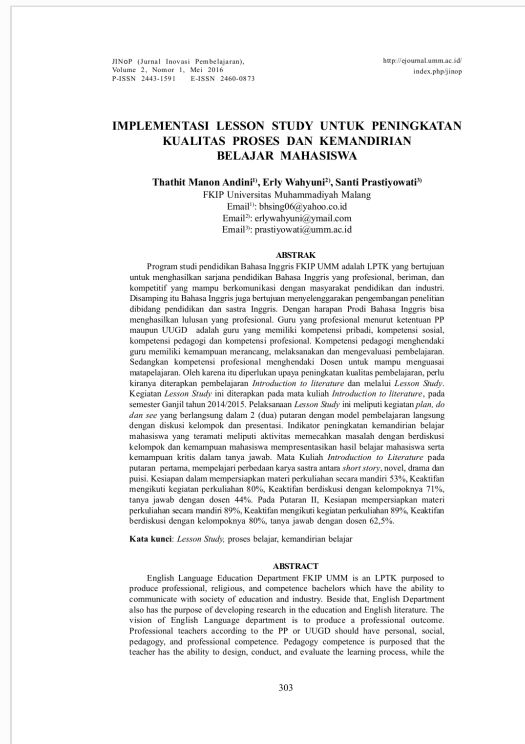 JINoP (Jurnal Inovasi Pembelajaran),
Volume 2, Nomor 1, Mei 2016
P-ISSN 2443-1591 E-ISSN 2460-0873
http://ejournal.umm.ac.id/
index.php/jinop
IMPLEMENTASI LESSON STUDY UNTUK PENINGKATAN
KUALITAS PROSES DAN KEMANDIRIAN
BELAJAR MAHASISWA
Thathit Manon Andini¹⁾, Erly Wahyuni²⁾, Santi Prastiyowati³⁾
FKIP Universitas Muhammadiyah Malang
Email¹⁾: bhsing06@yahoo.co.id
Email²⁾: erlywahyuni@ymail.com
Email³⁾: prastiyowati@umm.ac.id
ABSTRAK
Program studi pendidikan Bahasa Inggris FKIP UMM adalah LPTK yang bertujuan
untuk menghasilkan sarjana pendidikan Bahasa Inggris yang profesional, beriman, dan
kompetitif yang mampu berkomunikasi dengan masyarakat pendidikan dan industri.
Disamping itu Bahasa Inggris juga bertujuan menyelenggarakan pengembangan penelitian
dibidang pendidikan dan sastra Inggris. Dengan harapan Prodi Bahasa Inggris bisa
menghasilkan lulusan yang profesional. Guru yang profesional menurut ketentuan PP
maupun UUGD adalah guru yang memiliki kompetensi pribadi, kompetensi sosial,
kompetensi pedagogi dan kompetensi profesional. Kompetensi pedagogi menghendaki
guru memiliki kemampuan merancang, melaksanakan dan mengevaluasi pembelajaran.
Sedangkan kompetensi profesional menghendaki Dosen untuk mampu menguasai
matapelajaran. Oleh karena itu diperlukan upaya peningkatan kualitas pembelajaran, perlu
kiranya diterapkan pembelajaran Introduction to literature dan melalui Lesson Study.
Kegiatan Lesson Study ini diterapkan pada mata kuliah Introduction to literature, pada
semester Ganjil tahun 2014/2015. Pelaksanaan Lesson Study ini meliputi kegiatan plan, do
dan see yang berlangsung dalam 2 (dua) putaran dengan model pembelajaran langsung
dengan diskusi kelompok dan presentasi. Indikator peningkatan kemandirian belajar
mahasiswa yang teramati meliputi aktivitas memecahkan masalah dengan berdiskusi
kelompok dan kemampuan mahasiswa mempresentasikan hasil belajar mahasiswa serta
kemampuan kritis dalam tanya jawab. Mata Kuliah Introduction to Literature pada
putaran pertama, mempelajari perbedaan karya sastra antara short story, novel, drama dan
puisi. Kesiapan dalam mempersiapkan materi perkuliahan secara mandiri 53%, Keaktifan
mengikuti kegiatan perkuliahan 80%, Keaktifan berdiskusi dengan kelompoknya 71%,
tanya jawab dengan dosen 44%. Pada Putaran II, Kesiapan mempersiapkan materi
perkuliahan secara mandiri 89%, Keaktifan mengikuti kegiatan perkuliahan 89%, Keaktifan
berdiskusi dengan kelompoknya 80%, tanya jawab dengan dosen 62,5%.
Kata kunci: Lesson Study, proses belajar, kemandirian belajar
ABSTRACT
English Language Education Department FKIP UMM is an LPTK purposed to
produce professional, religious, and competence bachelors which have the ability to
communicate with society of education and industry. Beside that, English Department
also has the purpose of developing research in the education and English literature. The
vision of English Language department is to produce a professional outcome.
Professional teachers according to the PP or UUGD should have personal, social,
pedagogy, and professional competence. Pedagogy competence is purposed that the
teacher has the ability to design, conduct, and evaluate the learning process, while the
303